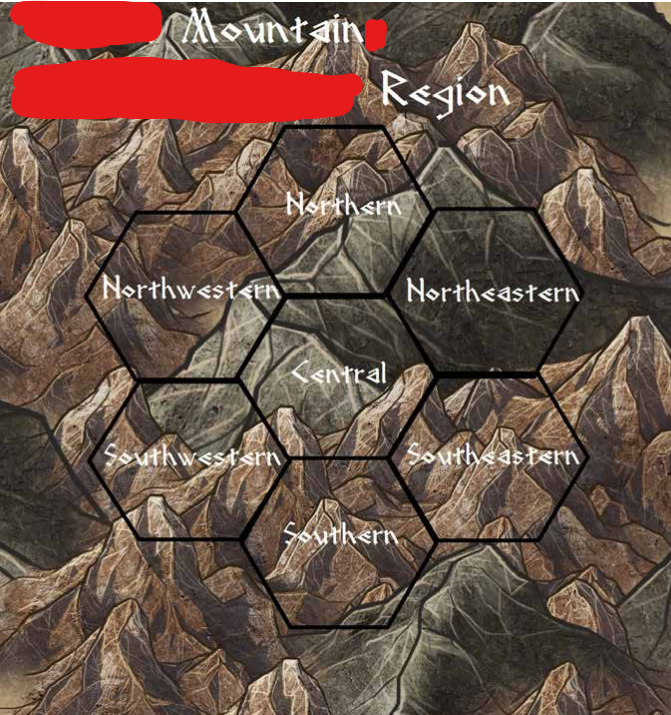 Mountain
Region
Northern
Northwestern
Northeastern
Central
Southwestern
Southeastern
Southern